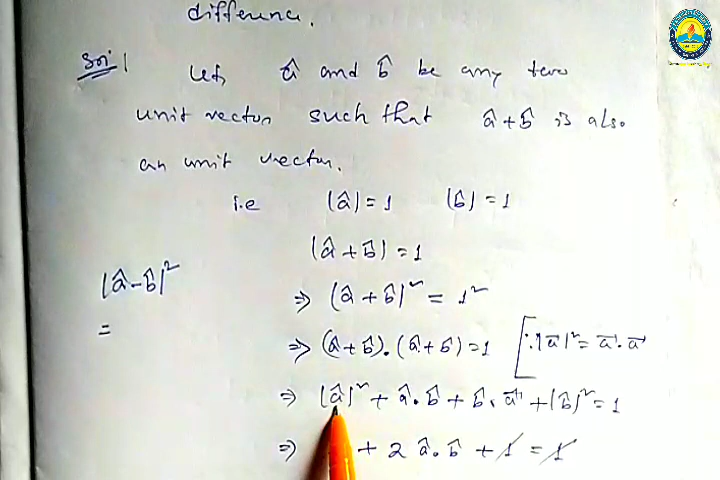 difference.
Sol: Let, â and b̂ be any two
unit vector such that â+b̂ is also
an unit vector.
i.e |â|=1 |b̂|=1
|â+b̂|=1
|â-b̂|²
=
⇒ |â+b̂|² = 1²
⇒ (â+b̂).(â+b̂)=1 [∵|a⃗|²=a⃗.a⃗
⇒ |â|²+â.b̂+b̂.a⃗+|b̂|²=1
⇒ +2â.b̂+1=1